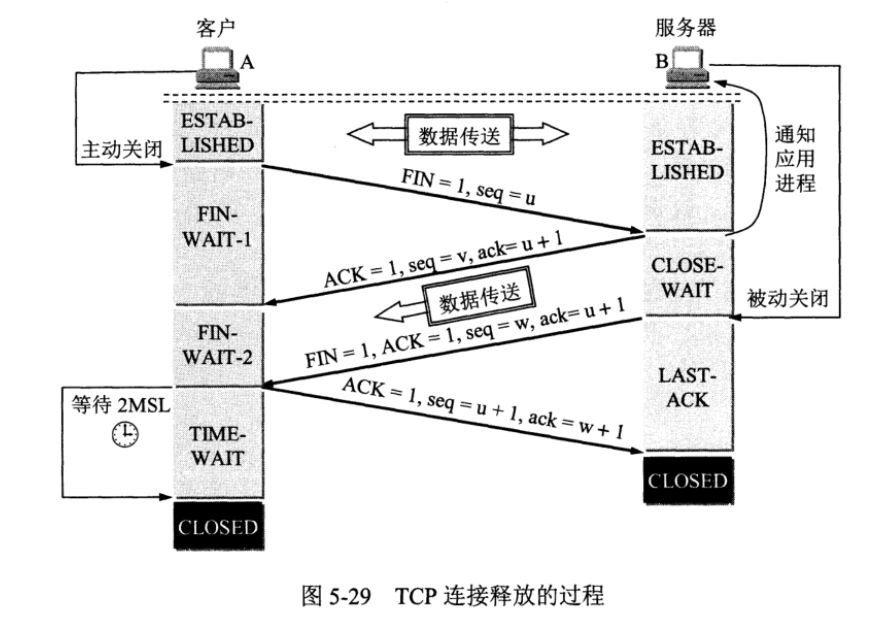 客户
服务器
A
B
ESTAB-
LISHED
数据传送
主动关闭
ESTAB-
LISHED
通知
应用
进程
FIN = 1, seq = u
FIN-
WAIT-1
ACK = 1, seq = v, ack= u + 1
CLOSE-
WAIT
数据传送
被动关闭
FIN-
WAIT-2
FIN = 1, ACK = 1, seq = w, ack= u + 1
LAST-
ACK
等待 2MSL
ACK = 1, seq = u + 1, ack = w + 1
TIME-
WAIT
CLOSED
CLOSED
图 5-29 TCP 连接释放的过程